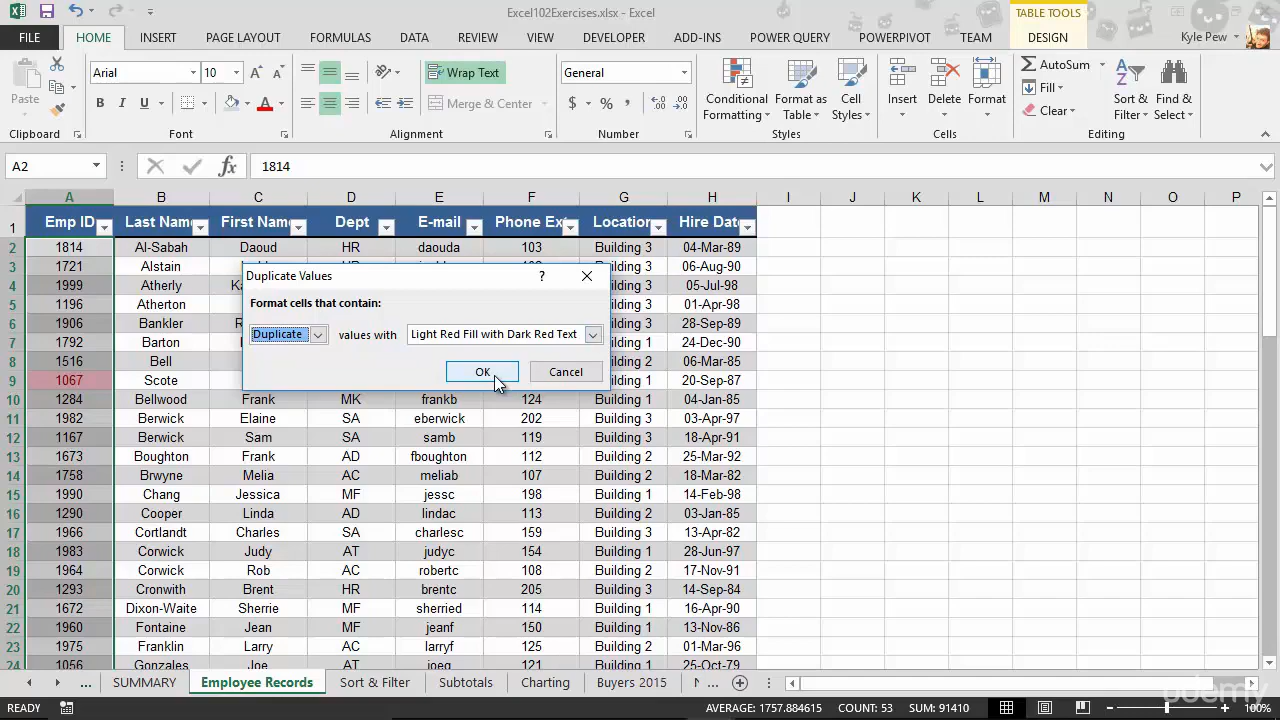 Excel102Exercises.xlsx - Excel
TABLE TOOLS
FILE HOME INSERT PAGE LAYOUT FORMULAS DATA REVIEW VIEW DEVELOPER ADD-INS POWER QUERY POWERPIVOT TEAM DESIGN Kyle Pew
Paste Arial 10 B I U A Wrap Text Merge & Center General $ % , Conditional Formatting Format as Table Cell Styles Insert Delete Format AutoSum Fill Clear Sort & Filter Find & Select
Clipboard Font Alignment Number Styles Cells Editing
A2 fx 1814
A B C D E F G H I J K L M N O P
1 Emp ID Last Nam First Nam Dept E-mail Phone Ex Location Hire Dat
2 1814 Al-Sabah Daoud HR daouda 103 Building 3 04-Mar-89
3 1721 Alstain Building 3 06-Aug-90
4 1999 Atherly Building 3 05-Jul-98
5 1196 Atherton Building 3 01-Apr-98
6 1906 Bankler Building 3 28-Sep-89
7 1792 Barton Building 1 24-Dec-90
8 1516 Bell Building 2 06-Mar-85
9 1067 Scote Building 1 20-Sep-87
10 1284 Bellwood Frank MK frankb 124 Building 1 04-Jan-85
11 1982 Berwick Elaine SA eberwick 202 Building 3 03-Apr-97
12 1167 Berwick Sam SA samb 119 Building 3 18-Apr-91
13 1673 Boughton Frank AD fboughton 112 Building 2 25-Mar-92
14 1758 Brwyne Melia AC meliab 107 Building 2 18-Mar-82
15 1990 Chang Jessica MF jessc 198 Building 1 14-Feb-98
16 1290 Cooper Linda AD lindac 113 Building 2 03-Jan-85
17 1966 Cortlandt Charles SA charlesc 159 Building 3 13-Apr-82
18 1983 Corwick Judy AT judyc 154 Building 1 28-Jun-97
19 1964 Corwick Rob AC robertc 108 Building 2 17-Nov-91
20 1293 Cronwith Brent HR brentc 205 Building 3 14-Sep-84
21 1672 Dixon-Waite Sherrie MF sherried 114 Building 1 16-Apr-90
22 1960 Fontaine Jean MF jeanf 150 Building 1 13-Nov-86
23 1975 Franklin Larry AC larryf 125 Building 2 01-Mar-96
24 1056 Gonzales Joe AT joeg 121 Building 1 25-Oct-79
Duplicate Values ?
Format cells that contain:
Duplicate values with Light Red Fill with Dark Red Text
OK Cancel
... SUMMARY Employee Records Sort & Filter Subtotals Charting Buyers 2015 ...
READY AVERAGE: 1757.884615 COUNT: 53 SUM: 91410 100%
udemy